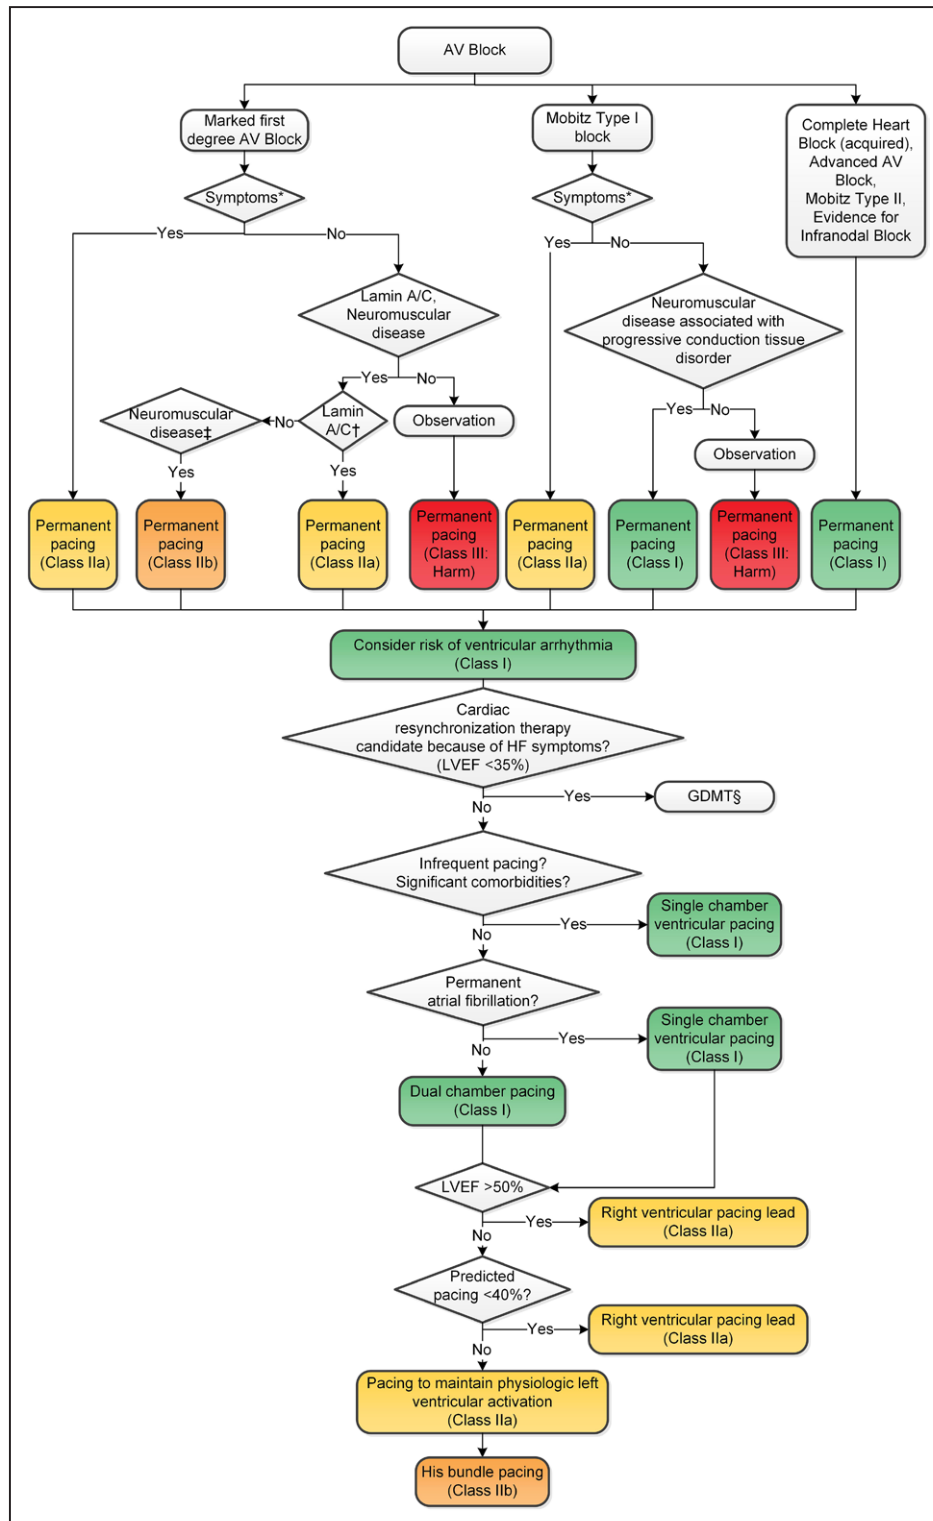 AV Block
Marked first
degree AV Block
Mobitz Type I
block
Complete Heart
Block (acquired),
Advanced AV
Block,
Mobitz Type II,
Evidence for
Infranodal Block
Symptoms*
Symptoms*
Yes
No
Yes
No
Lamin A/C,
Neuromuscular
disease
Neuromuscular
disease associated with
progressive conduction tissue
disorder
Yes
No
Yes
No
Neuromuscular
disease‡
No
Lamin
A/C†
Observation
Observation
Yes
Yes
Permanent
pacing
(Class IIa)
Permanent
pacing
(Class IIb)
Permanent
pacing
(Class IIa)
Permanent
pacing
(Class III:
Harm)
Permanent
pacing
(Class IIa)
Permanent
pacing
(Class I)
Permanent
pacing
(Class III:
Harm)
Permanent
pacing
(Class I)
Consider risk of ventricular arrhythmia
(Class I)
Cardiac
resynchronization therapy
candidate because of HF symptoms?
(LVEF <35%)
Yes
GDMT§
No
Infrequent pacing?
Significant comorbidities?
Yes
Single chamber
ventricular pacing
(Class I)
No
Permanent
atrial fibrillation?
Yes
Single chamber
ventricular pacing
(Class I)
No
Dual chamber pacing
(Class I)
LVEF >50%
Yes
Right ventricular pacing lead
(Class IIa)
No
Predicted
pacing <40%?
Yes
Right ventricular pacing lead
(Class IIa)
No
Pacing to maintain physiologic left
ventricular activation
(Class IIa)
His bundle pacing
(Class IIb)